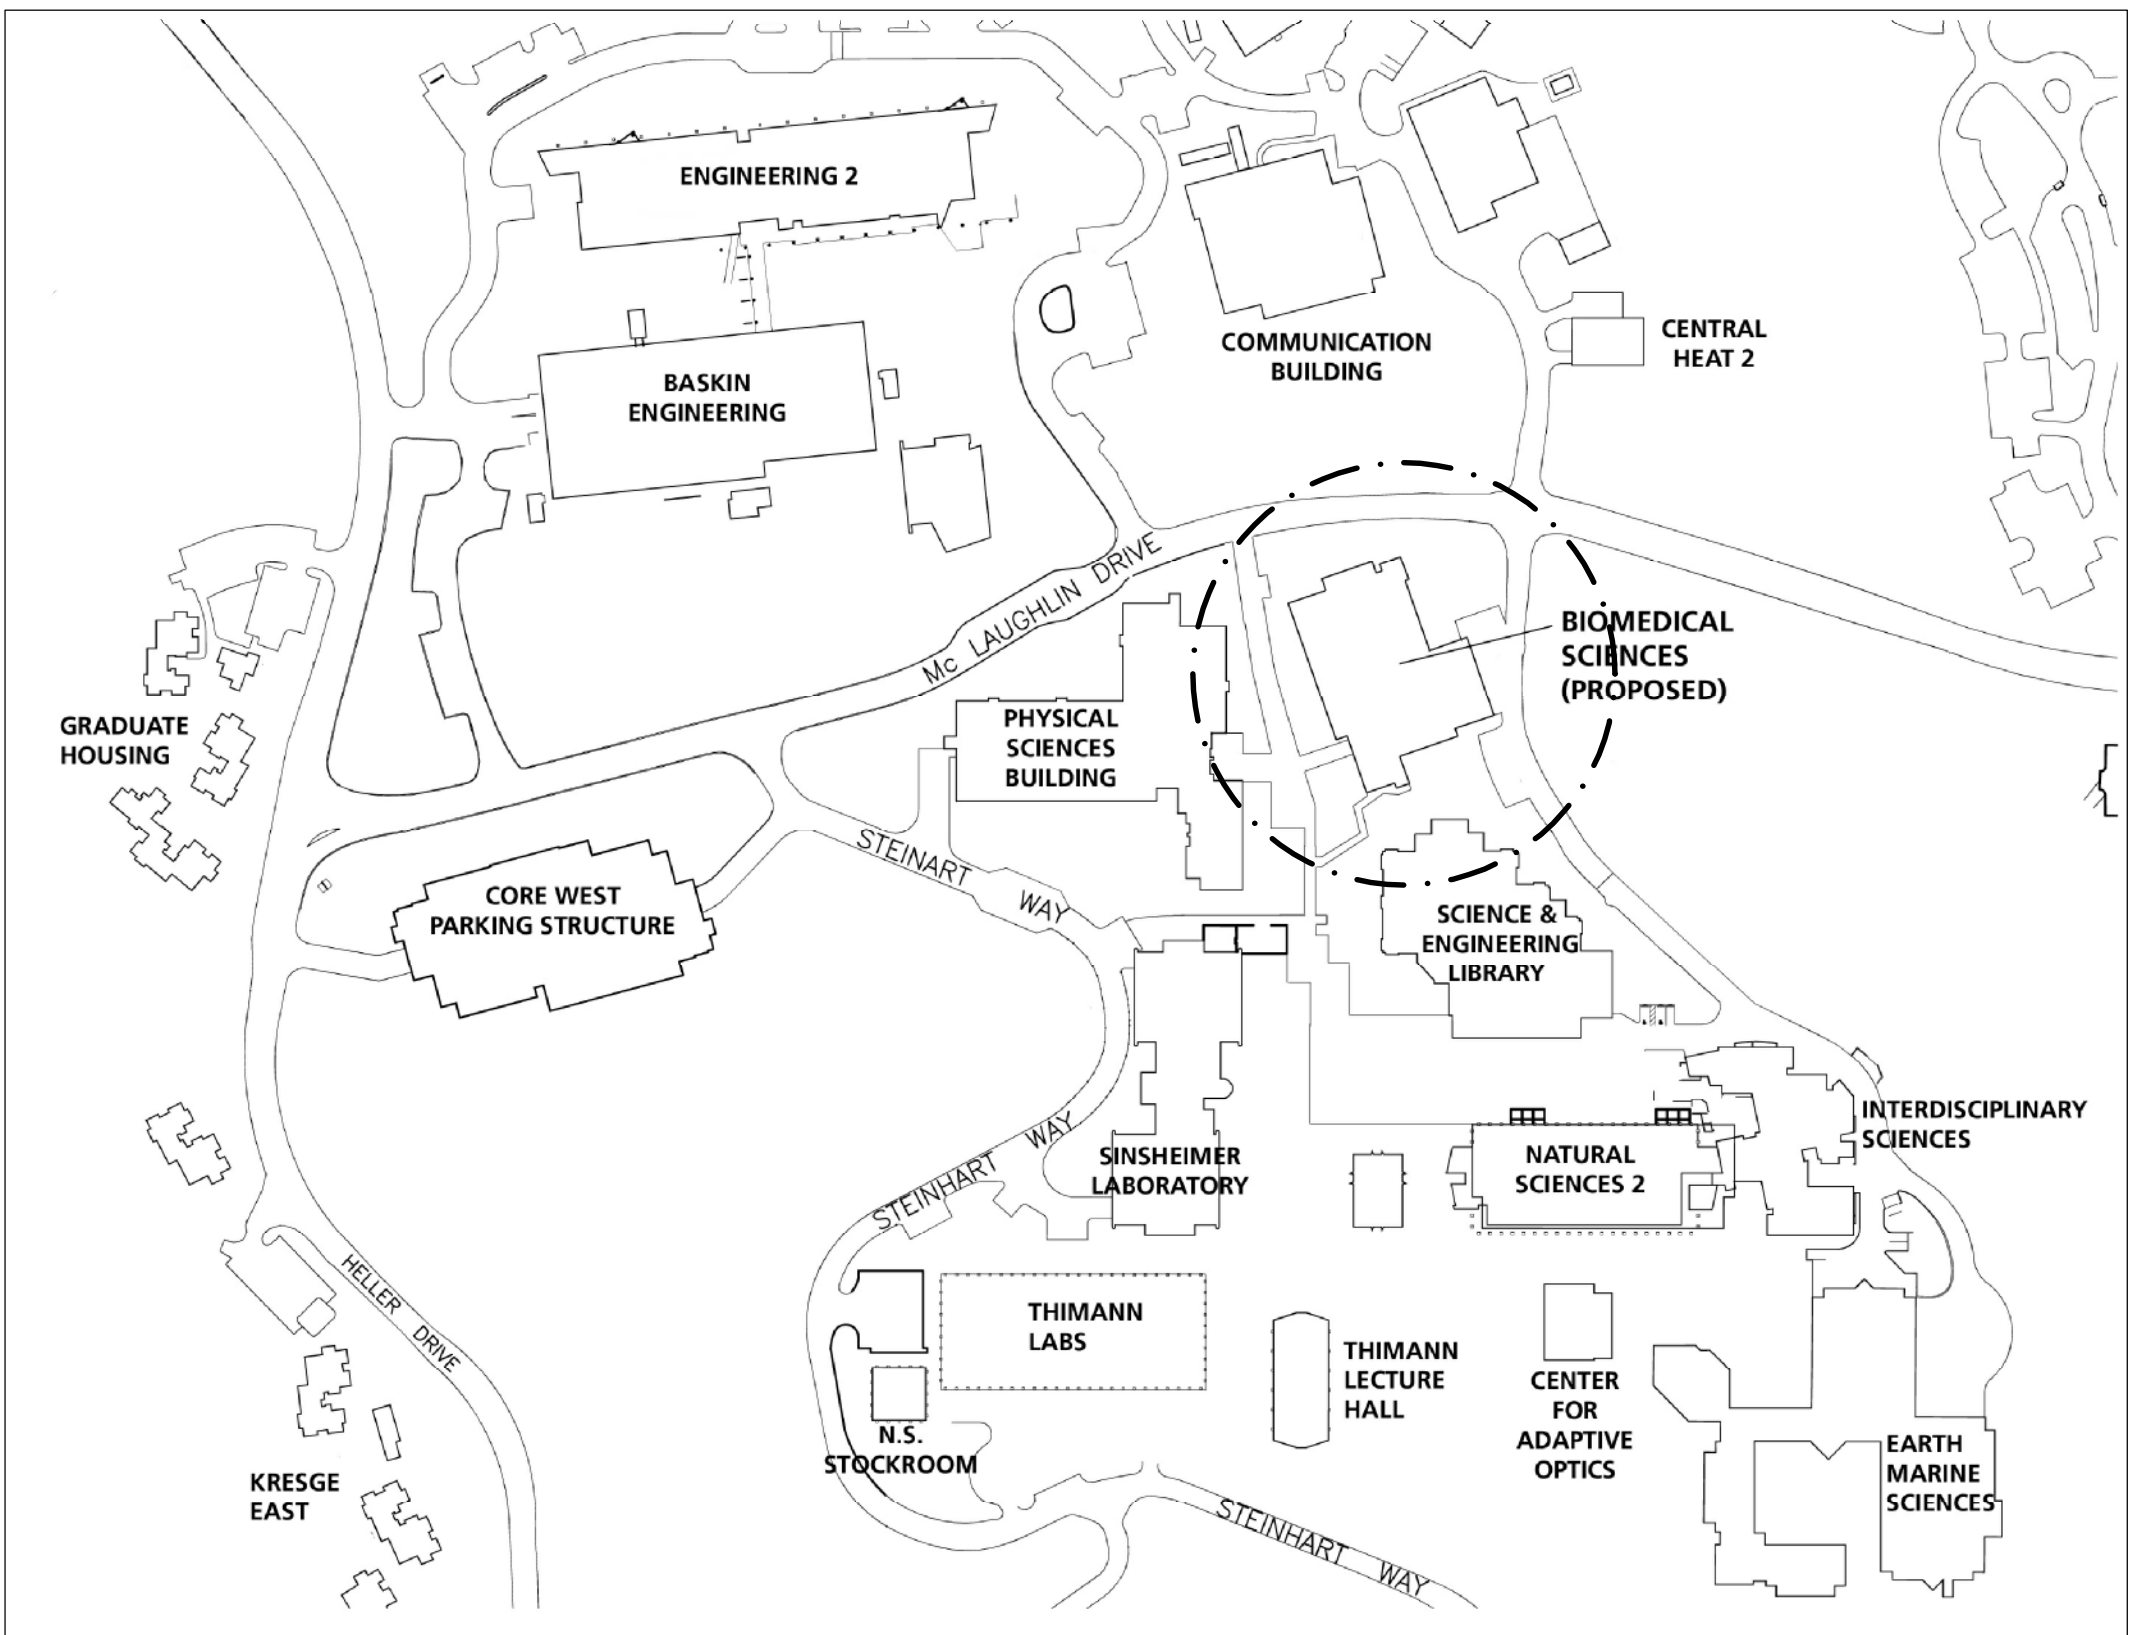 ENGINEERING 2
COMMUNICATION
BUILDING
CENTRAL
HEAT 2
BASKIN
ENGINEERING
Mc LAUGHLIN DRIVE
BIOMEDICAL
SCIENCES
(PROPOSED)
GRADUATE
HOUSING
PHYSICAL
SCIENCES
BUILDING
STEINART WAY
CORE WEST
PARKING STRUCTURE
SCIENCE &
ENGINEERING
LIBRARY
INTERDISCIPLINARY
SCIENCES
STEINHART WAY
SINSHEIMER
LABORATORY
NATURAL
SCIENCES 2
HELLER DRIVE
THIMANN
LABS
THIMANN
LECTURE
HALL
CENTER
FOR
ADAPTIVE
OPTICS
N.S.
STOCKROOM
EARTH
MARINE
SCIENCES
KRESGE
EAST
STEINHART WAY